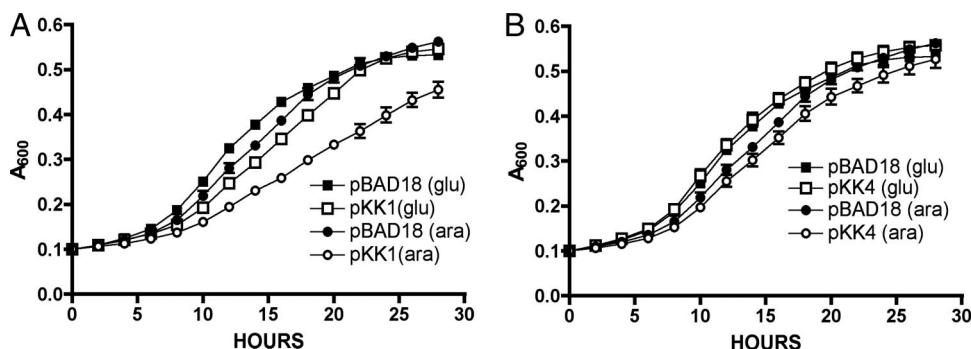 A
A600
0.6
0.5
0.4
0.3
0.2
0.1
0.0
0 5 10 15 20 25 30
HOURS
pBAD18 (glu)
pKK1(glu)
pBAD18 (ara)
pKK1(ara)
B
A600
0.6
0.5
0.4
0.3
0.2
0.1
0.0
0 5 10 15 20 25 30
HOURS
pBAD18 (glu)
pKK4 (glu)
pBAD18 (ara)
pKK4 (ara)